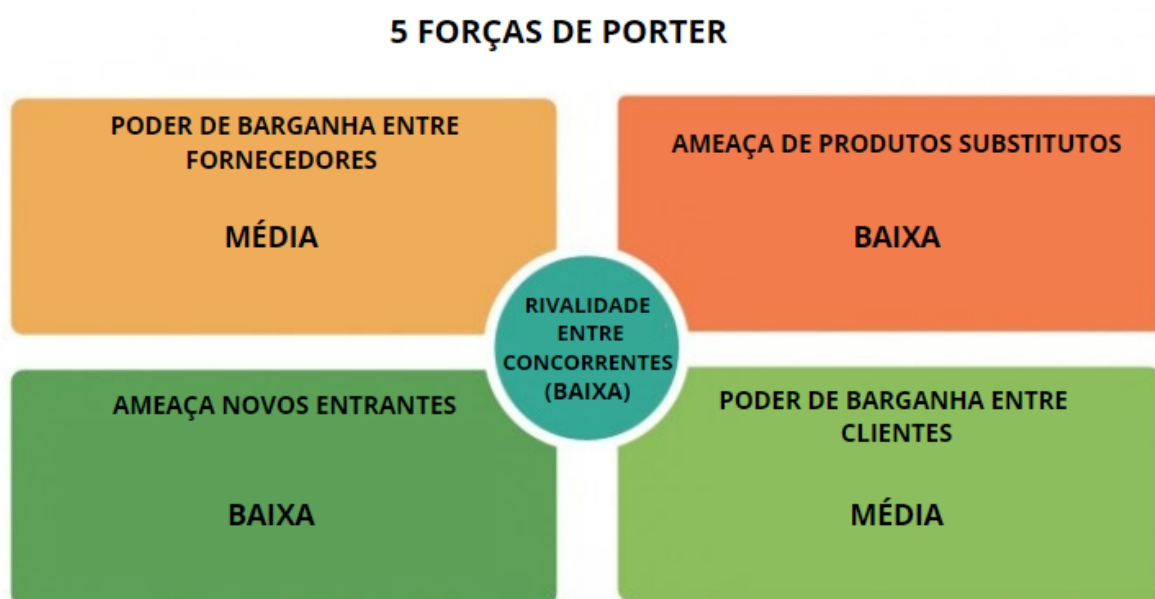 5 FORÇAS DE PORTER
PODER DE BARGANHA ENTRE
FORNECEDORES
MÉDIA
AMEAÇA DE PRODUTOS SUBSTITUTOS
BAIXA
RIVALIDADE
ENTRE
CONCORRENTES
(BAIXA)
AMEAÇA NOVOS ENTRANTES
BAIXA
PODER DE BARGANHA ENTRE
CLIENTES
MÉDIA